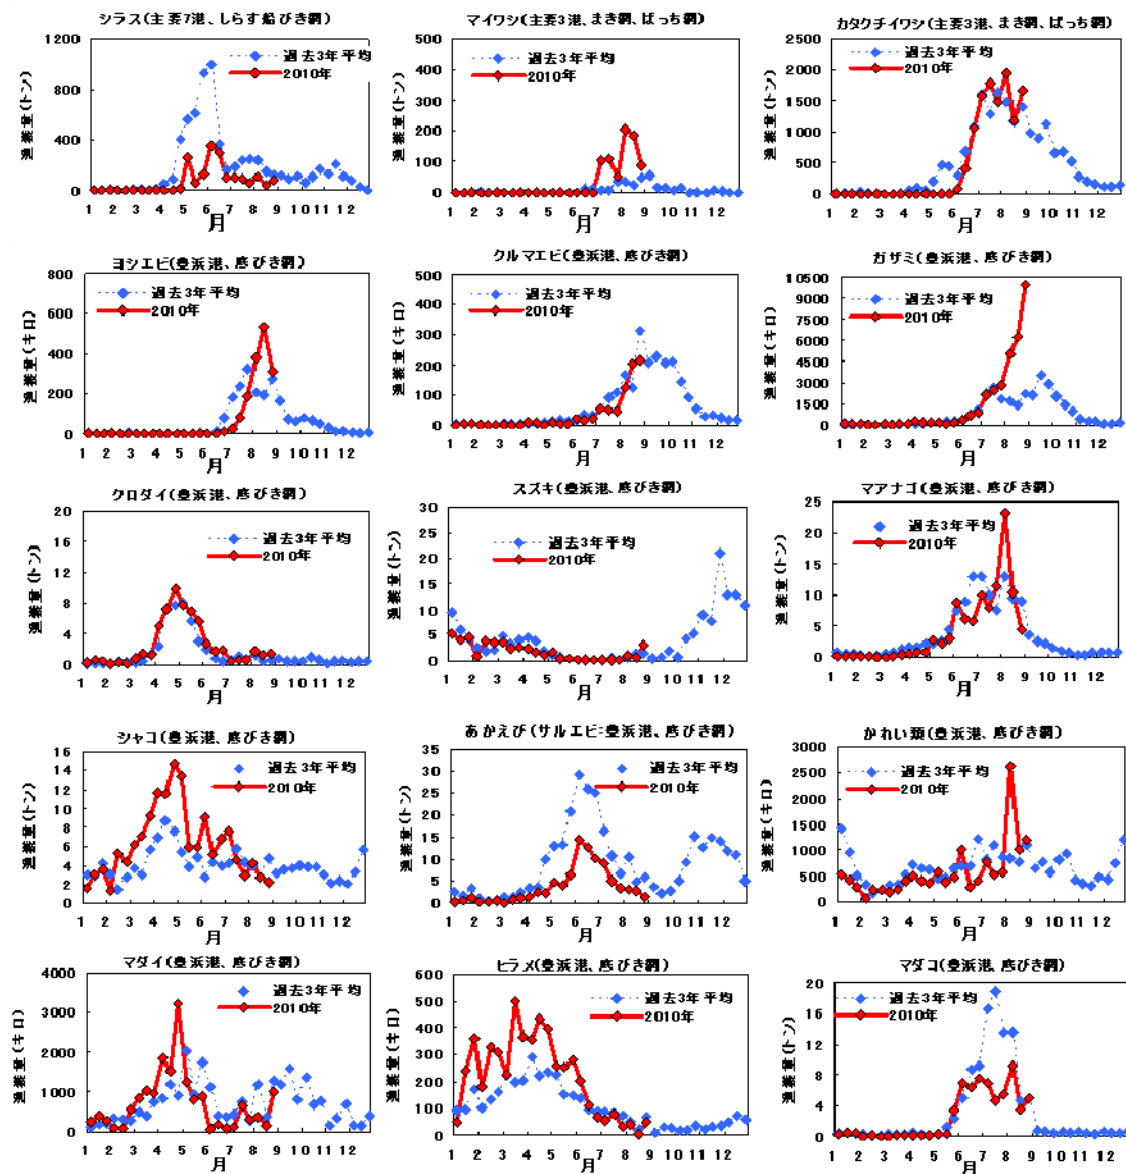 シラス(主要7港、しらす船びき網)
漁獲量(トン)
1200
800
400
0
過去3年平均
2010年
1 2 3 4 5 6 7 8 9 10 11 12
月
マイワシ(主要3港、まき網、ばっち網)
漁獲量(トン)
500
400
300
200
100
0
過去3年平均
2010年
1 2 3 4 5 6 7 8 9 10 11 12
月
カタクチイワシ(主要3港、まき網、ばっち網)
漁獲量(トン)
2500
2000
1500
1000
500
0
過去3年平均
2010年
1 2 3 4 5 6 7 8 9 10 11 12
月
ヨシエビ(豊浜港、底びき網)
漁獲量(キロ)
800
600
400
200
0
過去3年平均
2010年
1 2 3 4 5 6 7 8 9 10 11 12
月
クルマエビ(豊浜港、底びき網)
漁獲量(キロ)
500
400
300
200
100
0
過去3年平均
2010年
1 2 3 4 5 6 7 8 9 10 11 12
月
ガザミ(豊浜港、底びき網)
漁獲量(キロ)
10500
9000
7500
6000
4500
3000
1500
0
過去3年平均
2010年
1 2 3 4 5 6 7 8 9 10 11 12
月
クロダイ(豊浜港、底びき網)
漁獲量(トン)
20
16
12
8
4
0
過去3年平均
2010年
1 2 3 4 5 6 7 8 9 10 11 12
月
スズキ(豊浜港、底びき網)
漁獲量(トン)
30
25
20
15
10
5
0
過去3年平均
2010年
1 2 3 4 5 6 7 8 9 10 11 12
月
マアナゴ(豊浜港、底びき網)
漁獲量(トン)
25
20
15
10
5
0
過去3年平均
2010年
1 2 3 4 5 6 7 8 9 10 11 12
月
シャコ(豊浜港、底びき網)
漁獲量(トン)
16
14
12
10
8
6
4
2
0
過去3年平均
2010年
1 2 3 4 5 6 7 8 9 10 11 12
月
あかえび(サルエビ:豊浜港、底びき網)
漁獲量(トン)
35
30
25
20
15
10
5
0
過去3年平均
2010年
1 2 3 4 5 6 7 8 9 10 11 12
月
かれい類(豊浜港、底びき網)
漁獲量(キロ)
3000
2500
2000
1500
1000
500
0
過去3年平均
2010年
1 2 3 4 5 6 7 8 9 10 11 12
月
マダイ(豊浜港、底びき網)
漁獲量(キロ)
4000
3000
2000
1000
0
過去3年平均
2010年
1 2 3 4 5 6 7 8 9 10 11 12
月
ヒラメ(豊浜港、底びき網)
漁獲量(キロ)
600
500
400
300
200
100
0
過去3年平均
2010年
1 2 3 4 5 6 7 8 9 10 11 12
月
マダコ(豊浜港、底びき網)
漁獲量(トン)
20
16
12
8
4
0
過去3年平均
2010年
1 2 3 4 5 6 7 8 9 10 11 12
月